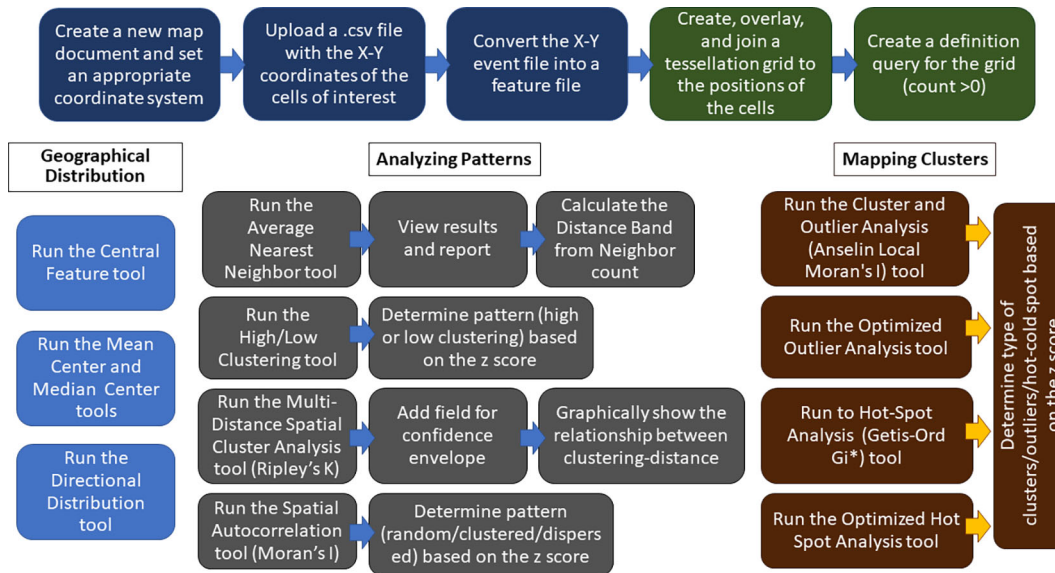 Create a new map
document and set
an appropriate
coordinate system
Upload a .csv file
with the X-Y
coordinates of the
cells of interest
Convert the X-Y
event file into a
feature file
Create, overlay,
and join a
tessellation grid to
the positions of
the cells
Create a definition
query for the grid
(count >0)
Geographical
Distribution
Run the Central
Feature tool
Run the Mean
Center and
Median Center
tools
Run the
Directional
Distribution
tool
Analyzing Patterns
Run the
Average
Nearest
Neighbor tool
View results
and report
Calculate the
Distance Band
from Neighbor
count
Run the
High/Low
Clustering tool
Determine pattern (high
or low clustering) based
on the z score
Run the Multi-
Distance Spatial
Cluster Analysis
tool (Ripley's K)
Add field for
confidence
envelope
Graphically show the
relationship between
clustering-distance
Run the Spatial
Autocorrelation
tool (Moran's I)
Determine pattern
(random/clustered/dispers
ed) based on the z score
Mapping Clusters
Run the Cluster and
Outlier Analysis
(Anselin Local
Moran's I) tool
Run the Optimized
Outlier Analysis tool
Run to Hot-Spot
Analysis (Getis-Ord
Gi*) tool
Run the Optimized Hot
Spot Analysis tool
Determine type of
clusters/outliers/hot-cold spot based
on the z score